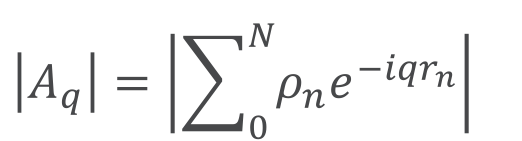 |A_q| = |∑_0^N ρ_n e^{-iqr_n}|